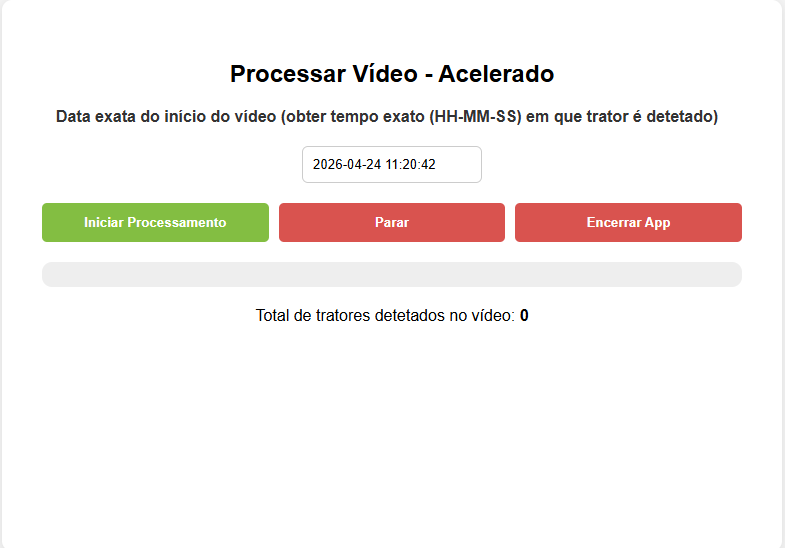 Processar Vídeo - Acelerado
Data exata do início do vídeo (obter tempo exato (HH-MM-SS) em que trator é detetado)
2026-04-24 11:20:42
Iniciar Processamento
Parar
Encerrar App
Total de tratores detetados no vídeo: 0